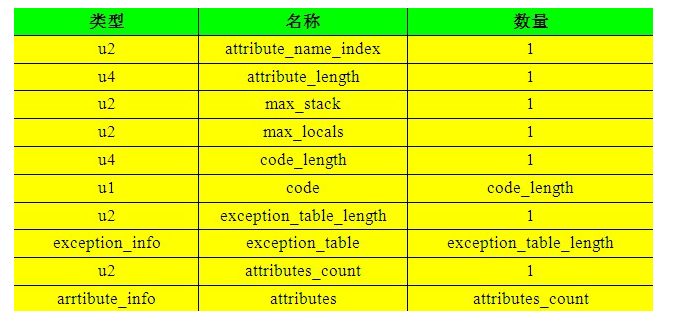 类型 名称 数量
u2 attribute_name_index 1
u4 attribute_length 1
u2 max_stack 1
u2 max_locals 1
u4 code_length 1
u1 code code_length
u2 exception_table_length 1
exception_info exception_table exception_table_length
u2 attributes_count 1
arrtibute_info attributes attributes_count